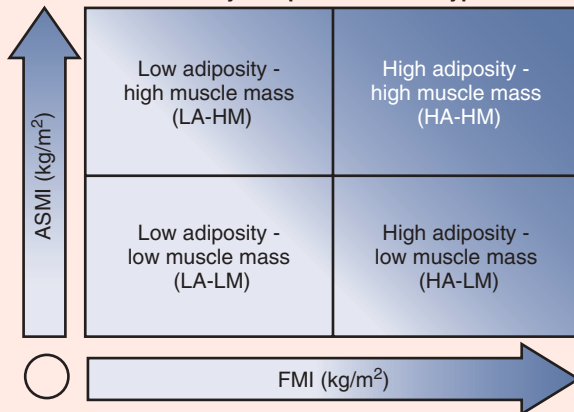 Low adiposity -
high muscle mass
(LA-HM)
High adiposity -
high muscle mass
(HA-HM)
ASMI (kg/m²)
Low adiposity -
low muscle mass
(LA-LM)
High adiposity -
low muscle mass
(HA-LM)
FMI (kg/m²)